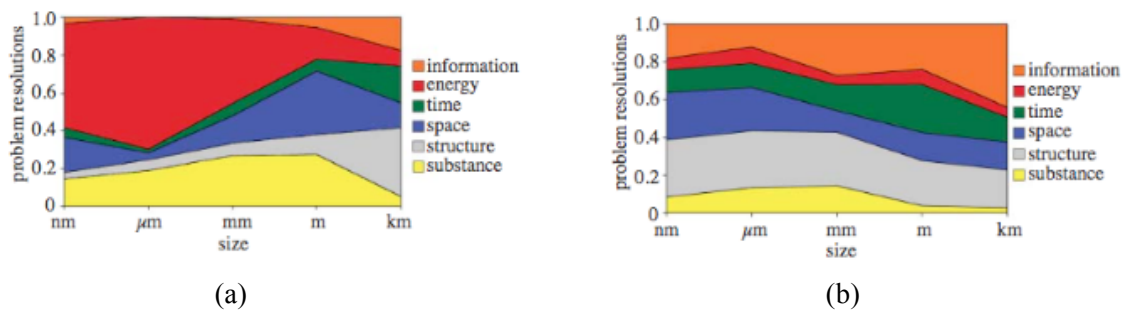 problem resolutions
1.0
0.8
0.6
0.4
0.2
0
nm
μm
mm
m
km
size
information
energy
time
space
structure
substance
(a)
problem resolutions
1.0
0.8
0.6
0.4
0.2
0
nm
μm
mm
m
km
size
information
energy
time
space
structure
substance
(b)